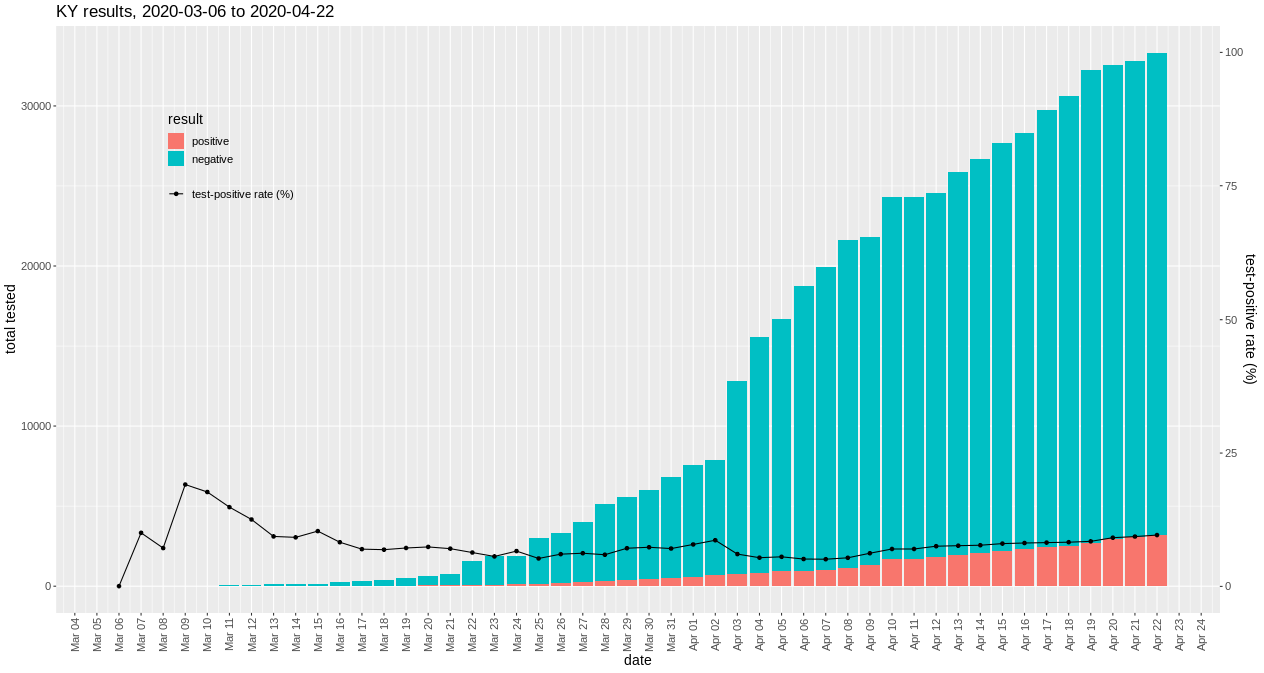 KY results, 2020-03-06 to 2020-04-22
result
positive
negative
test-positive rate (%)
total tested
30000
20000
10000
0
100
75
50
25
0
test-positive rate (%)
Mar 04
Mar 05
Mar 06
Mar 07
Mar 08
Mar 09
Mar 10
Mar 11
Mar 12
Mar 13
Mar 14
Mar 15
Mar 16
Mar 17
Mar 18
Mar 19
Mar 20
Mar 21
Mar 22
Mar 23
Mar 24
Mar 25
Mar 26
Mar 27
Mar 28
Mar 29
Mar 30
Mar 31
Apr 01
Apr 02
Apr 03
Apr 04
Apr 05
Apr 06
Apr 07
Apr 08
Apr 09
Apr 10
Apr 11
Apr 12
Apr 13
Apr 14
Apr 15
Apr 16
Apr 17
Apr 18
Apr 19
Apr 20
Apr 21
Apr 22
Apr 23
Apr 24
date